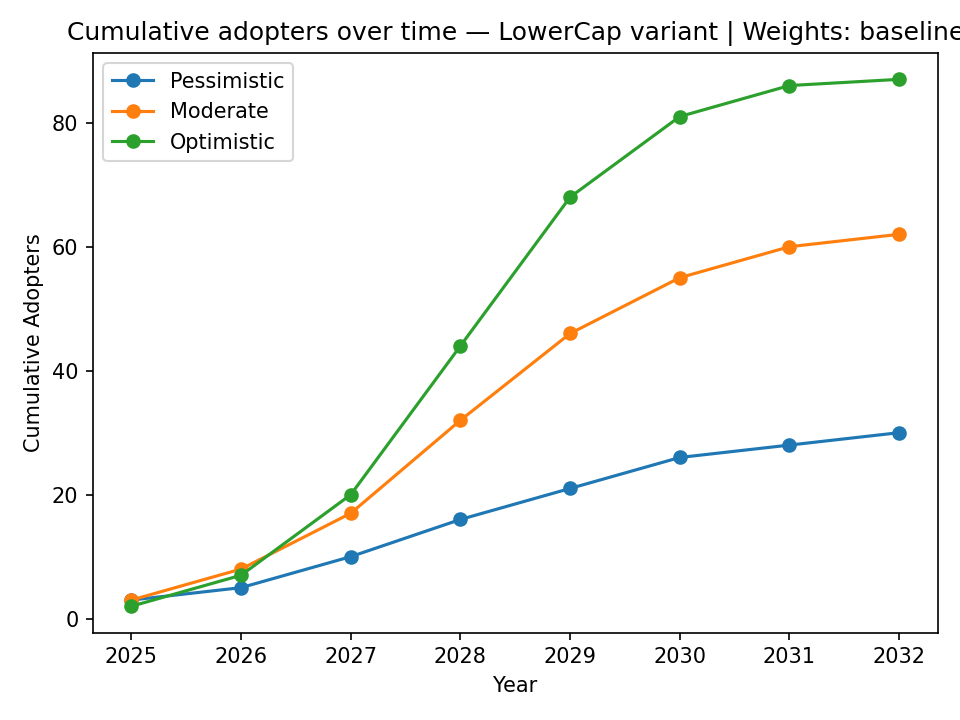 Cumulative adopters over time — LowerCap variant | Weights: baseline
Pessimistic
Moderate
Optimistic
Cumulative Adopters
80
60
40
20
0
2025 2026 2027 2028 2029 2030 2031 2032
Year